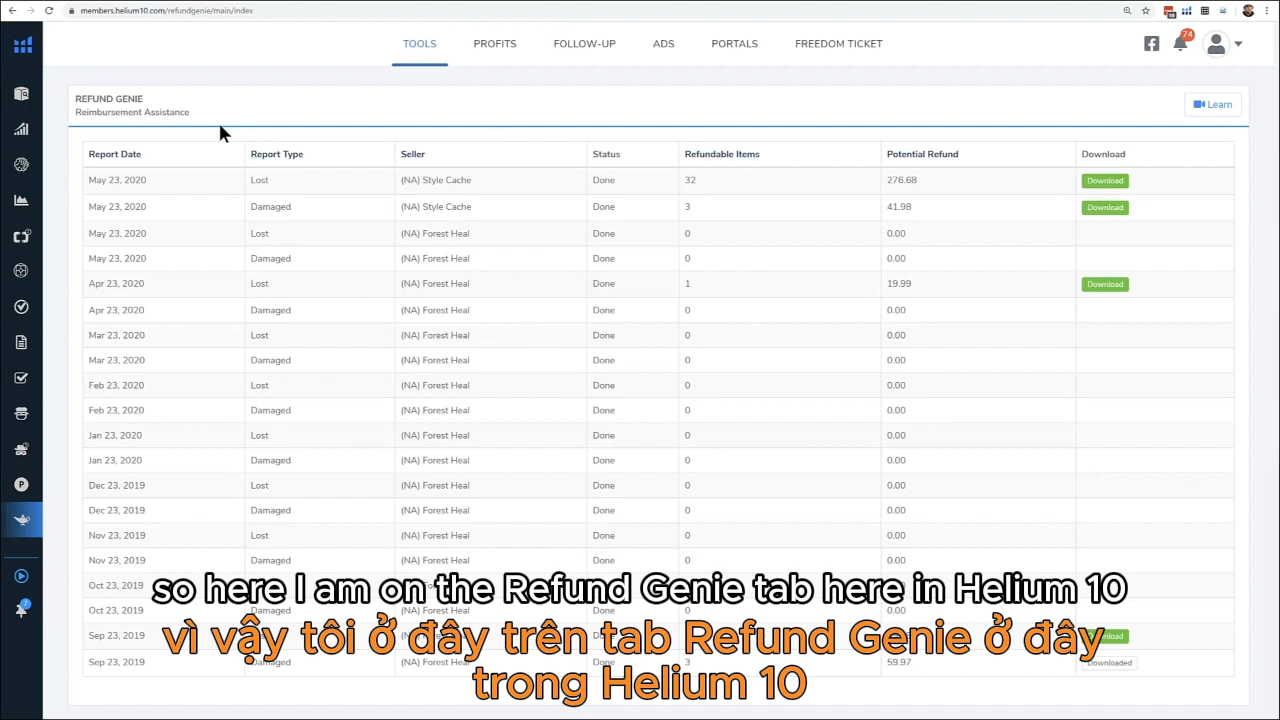 members.helium10.com/refundgenie/main/index
TOOLS PROFITS FOLLOW-UP ADS PORTALS FREEDOM TICKET
74
REFUND GENIE
Reimbursement Assistance
Learn
Report Date Report Type Seller Status Refundable Items Potential Refund Download
May 23, 2020 Lost (NA) Style Cache Done 32 276.68 Download
May 23, 2020 Damaged (NA) Style Cache Done 3 41.98 Download
May 23, 2020 Lost (NA) Forest Heal Done 0 0.00
May 23, 2020 Damaged (NA) Forest Heal Done 0 0.00
Apr 23, 2020 Lost (NA) Forest Heal Done 1 19.99 Download
Apr 23, 2020 Damaged (NA) Forest Heal Done 0 0.00
Mar 23, 2020 Lost (NA) Forest Heal Done 0 0.00
Mar 23, 2020 Damaged (NA) Forest Heal Done 0 0.00
Feb 23, 2020 Lost (NA) Forest Heal Done 0 0.00
Feb 23, 2020 Damaged (NA) Forest Heal Done 0 0.00
Jan 23, 2020 Lost (NA) Forest Heal Done 0 0.00
Jan 23, 2020 Damaged (NA) Forest Heal Done 0 0.00
Dec 23, 2019 Lost (NA) Forest Heal Done 0 0.00
Dec 23, 2019 Damaged (NA) Forest Heal Done 0 0.00
Nov 23, 2019 Lost (NA) Forest Heal Done 0 0.00
Nov 23, 2019 Damaged (NA) Forest Heal Done 0 0.00
Oct 23, 2019
so here I am on the Refund Genie tab here in Helium 10
Oct 23, 2019 Damaged (NA) Forest Heal Done 0 0.00
Sep 23, 2019
vì vậy tôi ở đây trên tab Refund Genie ở đây
Sep 23, 2019 Damaged (NA) Forest Heal Done 3 59.97 Downloaded
trong Helium 10